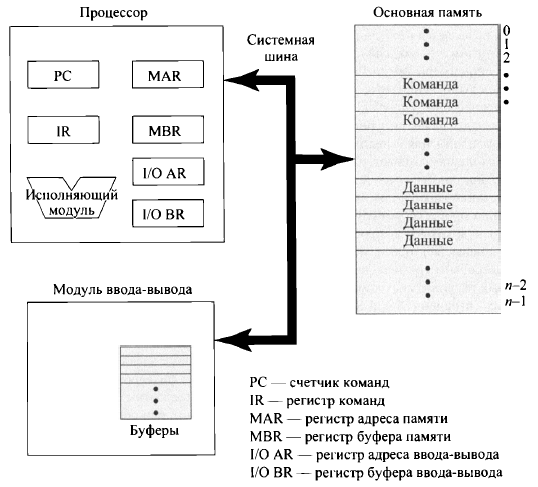 Процессор
PC
MAR
IR
MBR
I/O AR
Исполняющий
модуль
I/O BR
Системная
шина
Основная память
0
1
2
Команда
Команда
Команда
Данные
Данные
Данные
Данные
n–2
n–1
Модуль ввода-вывода
Буферы
PC — счетчик команд
IR — регистр команд
MAR — регистр адреса памяти
MBR — регистр буфера памяти
I/O AR — регистр адреса ввода-вывода
I/O BR — регистр буфера ввода-вывода